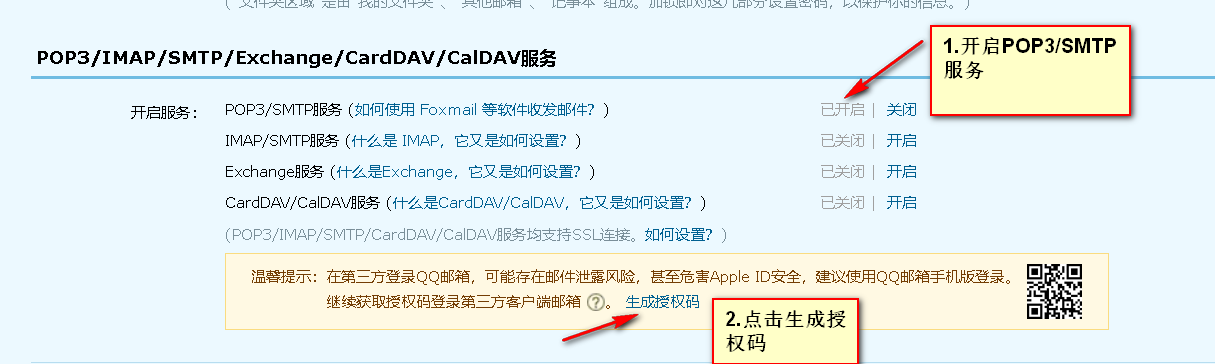 (“文件夹区域”是由“我的文件夹”、“其他邮箱”、“记事本”组成。加锁即对这几部分设置密码，以保护你的信息。)
POP3/IMAP/SMTP/Exchange/CardDAV/CalDAV服务
1.开启POP3/SMTP
服务
开启服务： POP3/SMTP服务 (如何使用 Foxmail 等软件收发邮件？) 已开启 | 关闭
IMAP/SMTP服务 (什么是 IMAP，它又是如何设置？) 已关闭 | 开启
Exchange服务 (什么是Exchange，它又是如何设置？) 已关闭 | 开启
CardDAV/CalDAV服务 (什么是CardDAV/CalDAV，它又是如何设置？) 已关闭 | 开启
(POP3/IMAP/SMTP/CardDAV/CalDAV服务均支持SSL连接。如何设置？)
温馨提示：在第三方登录QQ邮箱，可能存在邮件泄露风险，甚至危害Apple ID安全，建议使用QQ邮箱手机版登录。
继续获取授权码登录第三方客户端邮箱 ? 。 生成授权码
2.点击生成授
权码